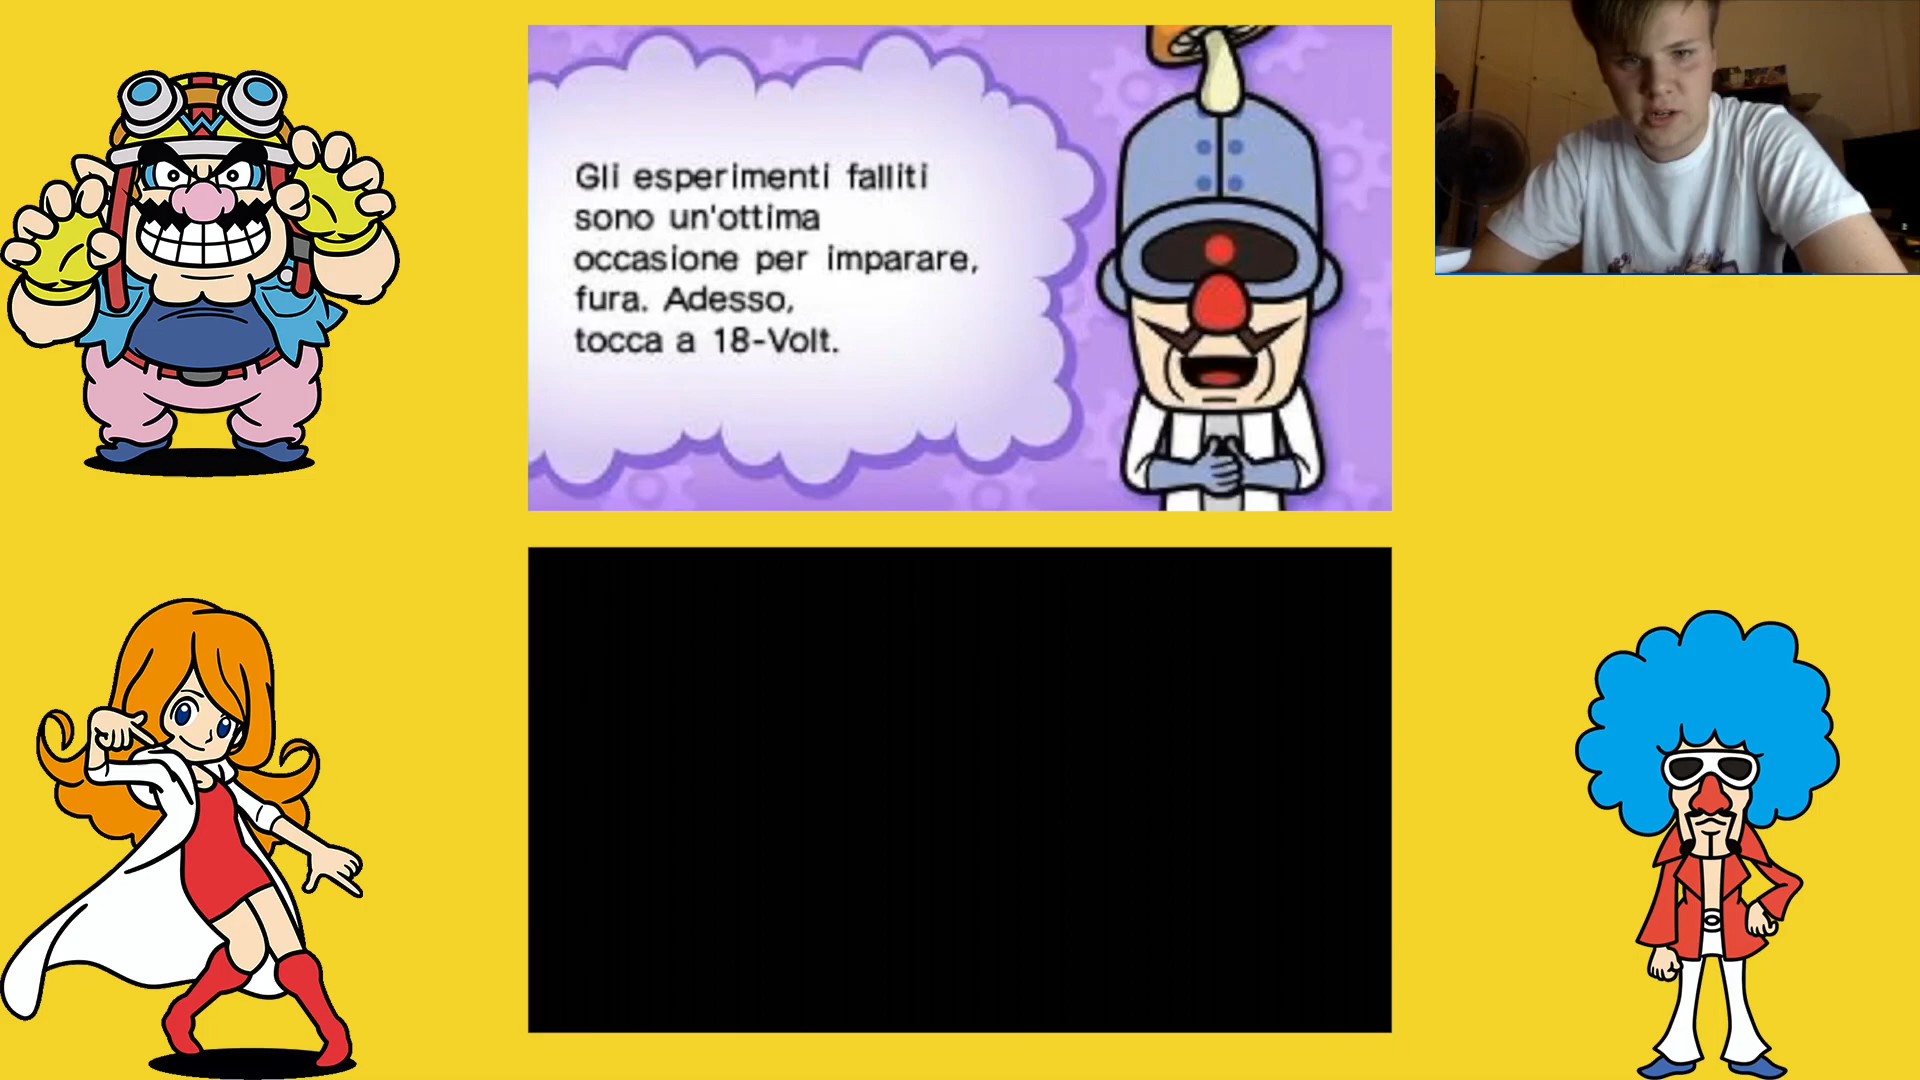 Gli esperimenti falliti
sono un'ottima
occasione per imparare,
fura. Adesso,
tocca a 18-Volt.